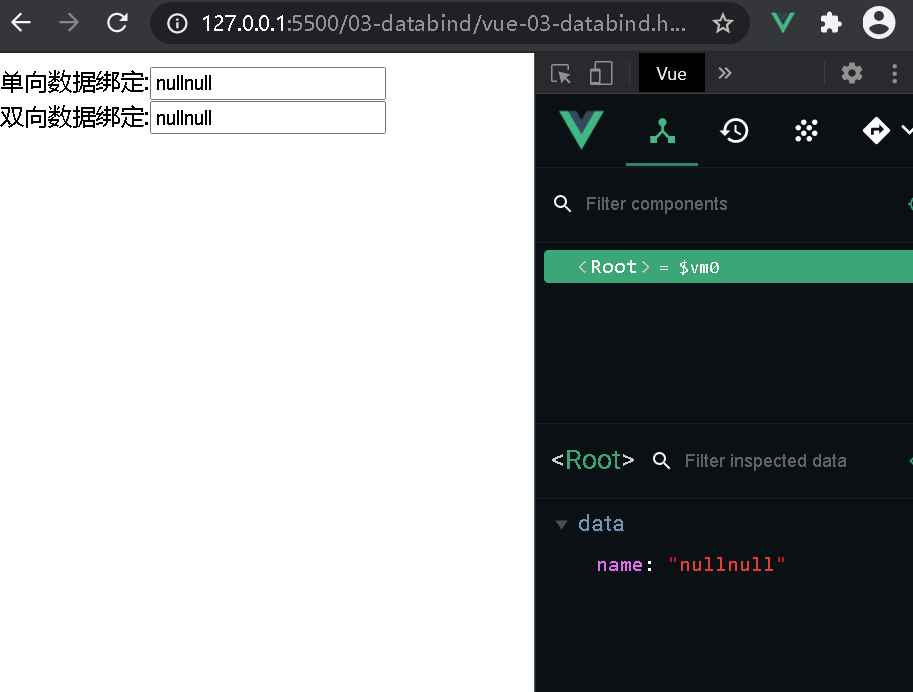 127.0.0.1:5500/03-databind/vue-03-databind.h...
单向数据绑定:nullnull
双向数据绑定:nullnull
Vue
Filter components
<Root> = $vm0
<Root> Filter inspected data
data
name: "nullnull"